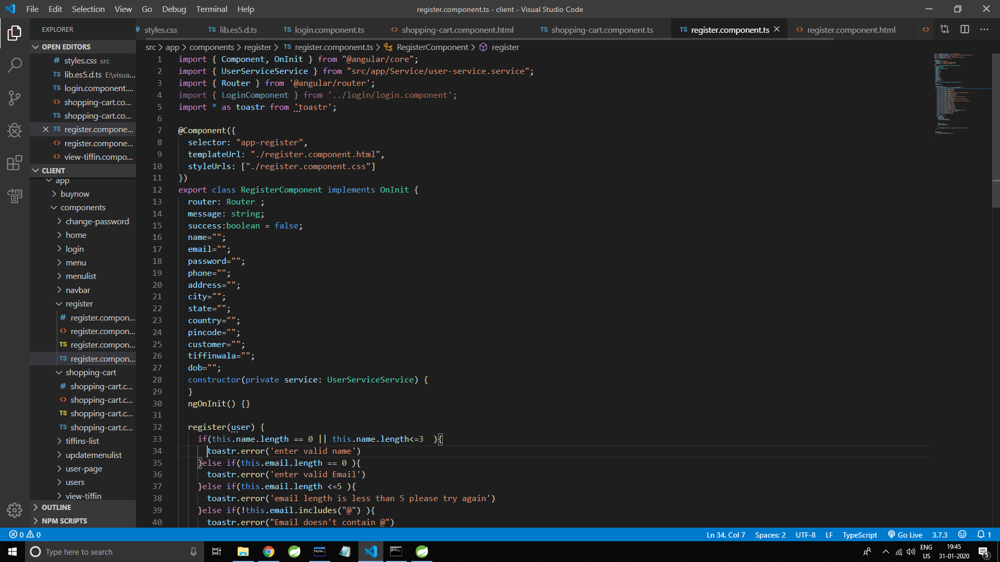 File Edit Selection View Go Debug Terminal Help
register.component.ts - client - Visual Studio Code
EXPLORER
# styles.css
TS lib.es5.d.ts
TS login.component.ts
<> shopping-cart.component.html
TS shopping-cart.component.ts
TS register.component.ts
<> register.component.html
OPEN EDITORS
# styles.css src
TS lib.es5.d.ts E:\visua...
TS login.component....
<> shopping-cart.co...
TS shopping-cart.co...
TS register.compone...
<> register.compone...
<> view-tiffin.compo...
CLIENT
app
buynow
components
change-password
home
login
menu
menulist
navbar
register
# register.compon...
<> register.compon...
TS register.compon...
TS register.compon...
shopping-cart
# shopping-cart.c...
<> shopping-cart.c...
TS shopping-cart.c...
TS shopping-cart.c...
tiffins-list
updatemenulist
user-page
users
view-tiffin
OUTLINE
NPM SCRIPTS
src > app > components > register > TS register.component.ts > RegisterComponent > register
1 import { Component, OnInit } from "@angular/core";
2 import { UserServiceService } from "src/app/Service/user-service.service";
3 import { Router } from '@angular/router';
4 import { LoginComponent } from '../login/login.component';
5 import * as toastr from 'toastr';
6
7 @Component({
8 selector: "app-register",
9 templateUrl: "./register.component.html",
10 styleUrls: ["./register.component.css"]
11 })
12 export class RegisterComponent implements OnInit {
13 router: Router ;
14 message: string;
15 success:boolean = false;
16 name="";
17 email="";
18 password="";
19 phone="";
20 address="";
21 city="";
22 state="";
23 country="";
24 pincode="";
25 customer="";
26 tiffinwala="";
27 dob="";
28 constructor(private service: UserServiceService) {
29 }
30 ngOnInit() {}
31
32 register(user) {
33 if(this.name.length == 0 || this.name.length<=3  ){
34 toastr.error('enter valid name')
35 }else if(this.email.length == 0 ){
36 toastr.error('enter valid Email')
37 }else if(this.email.length <=5 ){
38 toastr.error('email length is less than 5 please try again')
39 }else if(!this.email.includes("@") ){
40 toastr.error("Email doesn't contain @")
0 0
Ln 34, Col 7 Spaces: 2 UTF-8 LF TypeScript Go Live 3.7.3 1
Type here to search
MySQL
ENG
US
19:45
31-01-2020
5